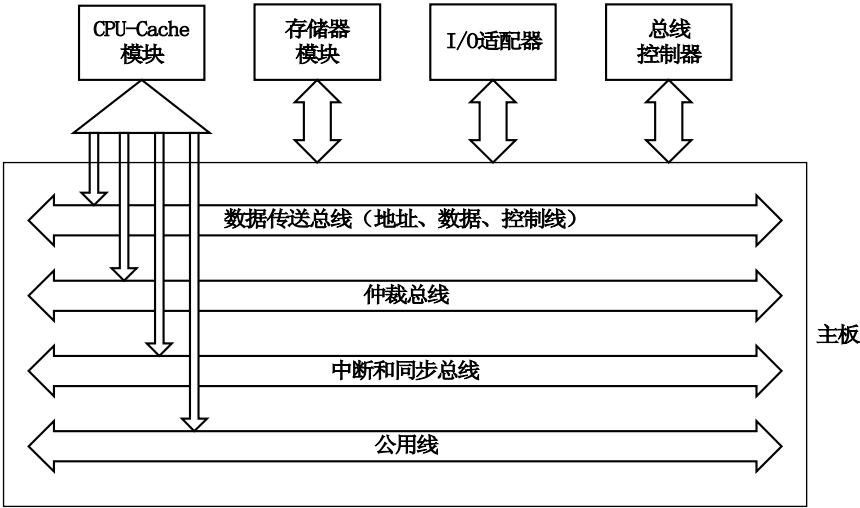 CPU-Cache
模块
存储器
模块
I/O适配器
总线
控制器
数据传送总线（地址、数据、控制线）
仲裁总线
主板
中断和同步总线
公用线